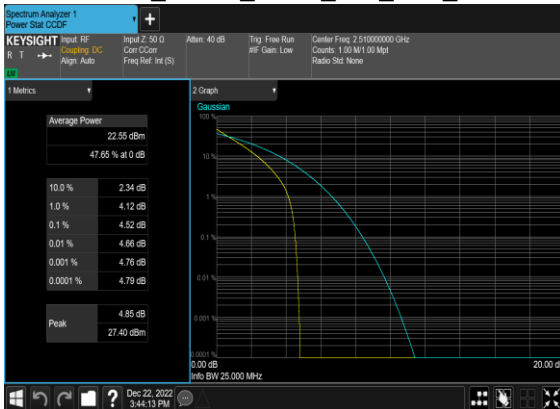 Spectrum Analyzer 1
Power Stat CCDF
+
KEYSIGHT
R T
LXI
Input: RF
Coupling: DC
Align: Auto
Input Z: 50 Ω
Corr CCorr
Freq Ref: Int (S)
Atten: 40 dB
Trig: Free Run
#IF Gain: Low
Center Freq: 2.510000000 GHz
Counts: 1.00 M/1.00 Mpt
Radio Std: None
1 Metrics
Average Power
22.55 dBm
47.65 % at 0 dB
10.0 % 2.34 dB
1.0 % 4.12 dB
0.1 % 4.52 dB
0.01 % 4.66 dB
0.001 % 4.76 dB
0.0001 % 4.79 dB
Peak
4.85 dB
27.40 dBm
2 Graph
Gaussian
100 %
10 %
1 %
0.1 %
0.01 %
0.001 %
0.0001 %
0.00 dB
20.00 dB
Info BW 25.000 MHz
?
Dec 22, 2022
3:44:13 PM